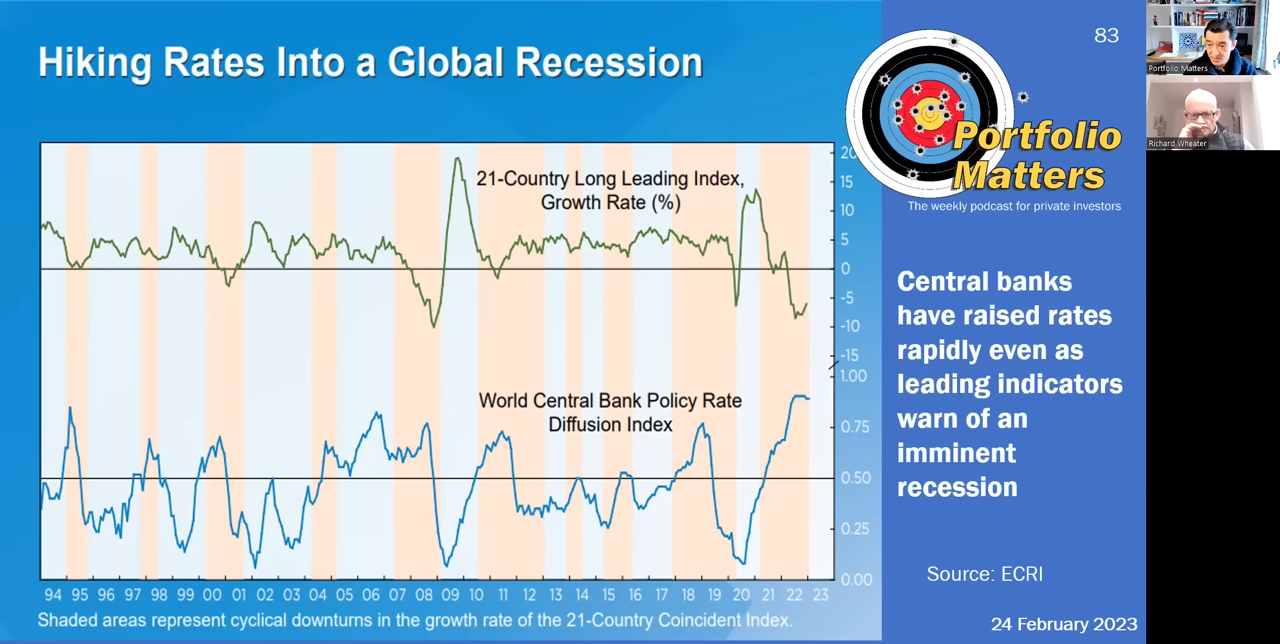 Hiking Rates Into a Global Recession
83
Portfolio Matters
Richard Wheater
Portfolio
Matters
The weekly podcast for private investors
21-Country Long Leading Index,
Growth Rate (%)
20
15
10
5
0
-5
-10
-15
World Central Bank Policy Rate
Diffusion Index
1.00
0.75
0.50
0.25
0.00
94 95 96 97 98 99 00 01 02 03 04 05 06 07 08 09 10 11 12 13 14 15 16 17 18 19 20 21 22 23
Shaded areas represent cyclical downturns in the growth rate of the 21-Country Coincident Index.
Central banks
have raised rates
rapidly even as
leading indicators
warn of an
imminent
recession
Source: ECRI
24 February 2023